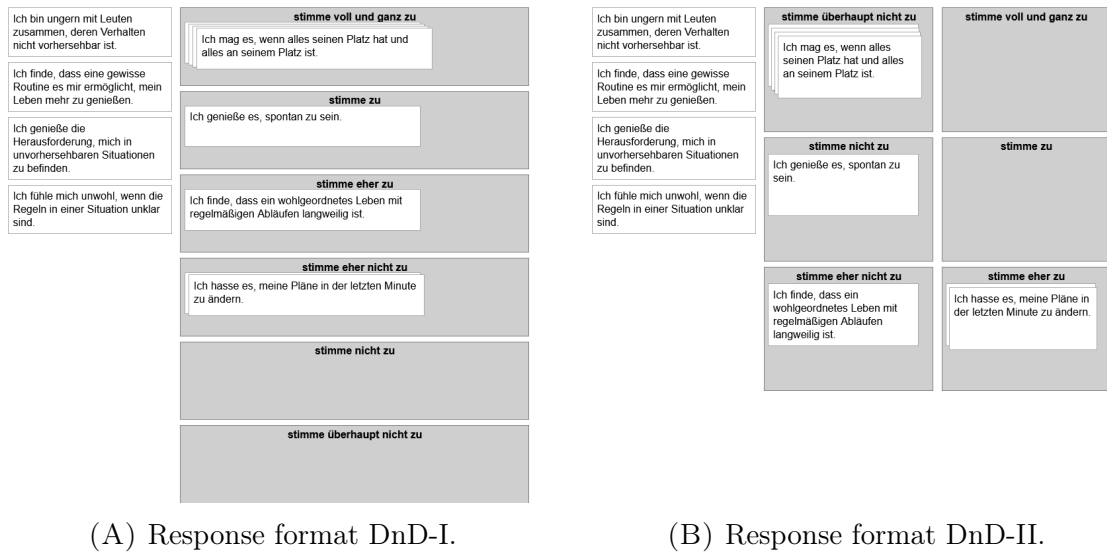 Ich bin ungern mit Leuten
zusammen, deren Verhalten
nicht vorhersehbar ist.
Ich finde, dass eine gewisse
Routine es mir ermöglicht, mein
Leben mehr zu genießen.
Ich genieße die
Herausforderung, mich in
unvorhersehbaren Situationen
zu befinden.
Ich fühle mich unwohl, wenn die
Regeln in einer Situation unklar
sind.
stimme voll und ganz zu
Ich mag es, wenn alles seinen Platz hat und
alles an seinem Platz ist.
stimme zu
Ich genieße es, spontan zu sein.
stimme eher zu
Ich finde, dass ein wohlgeordnetes Leben mit
regelmäßigen Abläufen langweilig ist.
stimme eher nicht zu
Ich hasse es, meine Pläne in der letzten Minute
zu ändern.
stimme nicht zu
stimme überhaupt nicht zu
(A) Response format DnD-I.
Ich bin ungern mit Leuten
zusammen, deren Verhalten
nicht vorhersehbar ist.
Ich finde, dass eine gewisse
Routine es mir ermöglicht, mein
Leben mehr zu genießen.
Ich genieße die
Herausforderung, mich in
unvorhersehbaren Situationen
zu befinden.
Ich fühle mich unwohl, wenn die
Regeln in einer Situation unklar
sind.
stimme überhaupt nicht zu
Ich mag es, wenn alles
seinen Platz hat und alles
an seinem Platz ist.
stimme voll und ganz zu
stimme nicht zu
Ich genieße es, spontan zu
sein.
stimme zu
stimme eher nicht zu
Ich finde, dass ein
wohlgeordnetes Leben mit
regelmäßigen Abläufen
langweilig ist.
stimme eher zu
Ich hasse es, meine Pläne in
der letzten Minute zu ändern.
(B) Response format DnD-II.